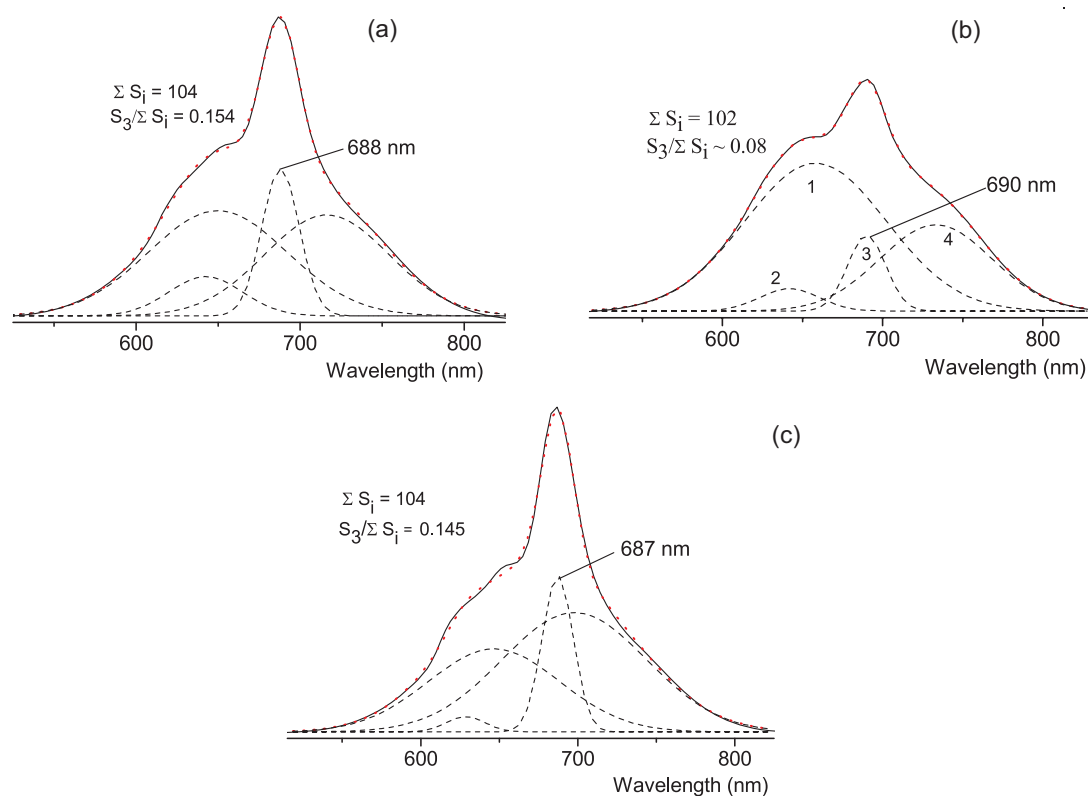 (a)
Σ Si = 104
S3/Σ Si = 0.154
688 nm
600 700 800
Wavelength (nm)
(b)
Σ Si = 102
S3/Σ Si ~ 0.08
690 nm
1
2
3
4
600 700 800
Wavelength (nm)
(c)
Σ Si = 104
S3/Σ Si = 0.145
687 nm
600 700 800
Wavelength (nm)